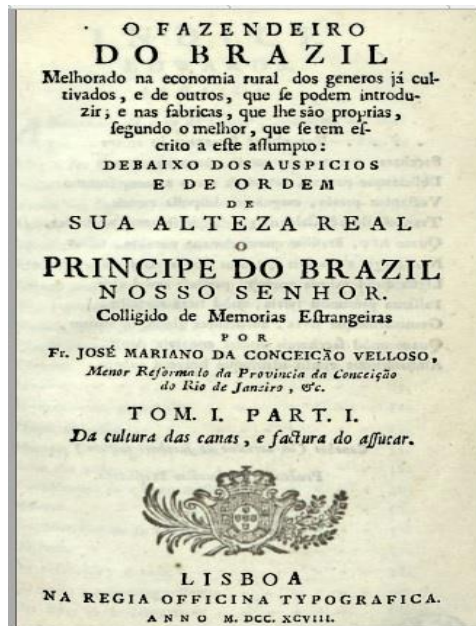 O FAZENDEIRO
DO BRAZIL
Melhorado na economia rural dos generos já cul-
tivados, e de outros, que ſe podem introdu-
zir; e nas fabricas, que lhe são proprias,
ſegundo o melhor, que ſe tem eſ-
crito a eſte aſſumpto:
DEBAIXO DOS AUSPICIOS
E DE ORDEM
DE
SUA ALTEZA REAL
O
PRINCIPE DO BRAZIL
NOSSO SENHOR.
Colligido de Memorias Eſtrangeiras
POR
Fr. JOSÉ MARIANO DA CONCEICÃO VELLOSO,
Menor Reformato da Provincia da Conceição
do Rio de Janeiro, &c.
TOM. I. PART. I.
Da cultura das canas, e factura do aſſucar.
LISBOA
NA REGIA OFFICINA TYPOGRAFICA.
ANNO M. DCC. XCVIII.